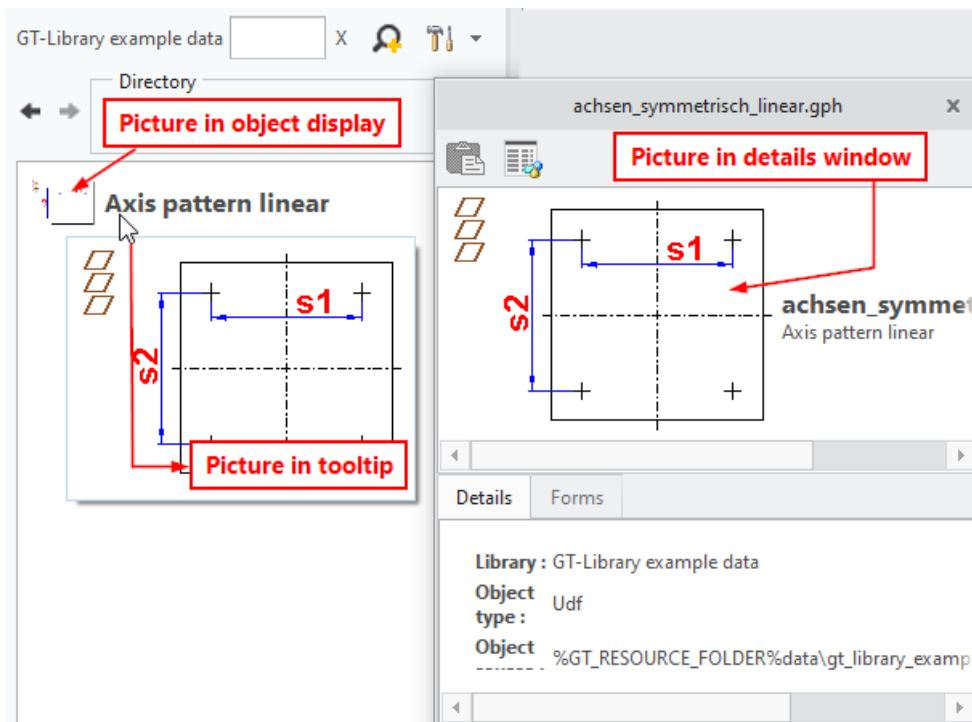 GT-Library example data
X
Directory
Picture in object display
Axis pattern linear
s1
s2
Picture in tooltip
achsen_symmetrisch_linear.gph
x
Picture in details window
s1
s2
achsen_symmet
Axis pattern linear
Details Forms
Library : GT-Library example data
Object
type : Udf
Object
%GT_RESOURCE_FOLDER%data\gt_library_examp